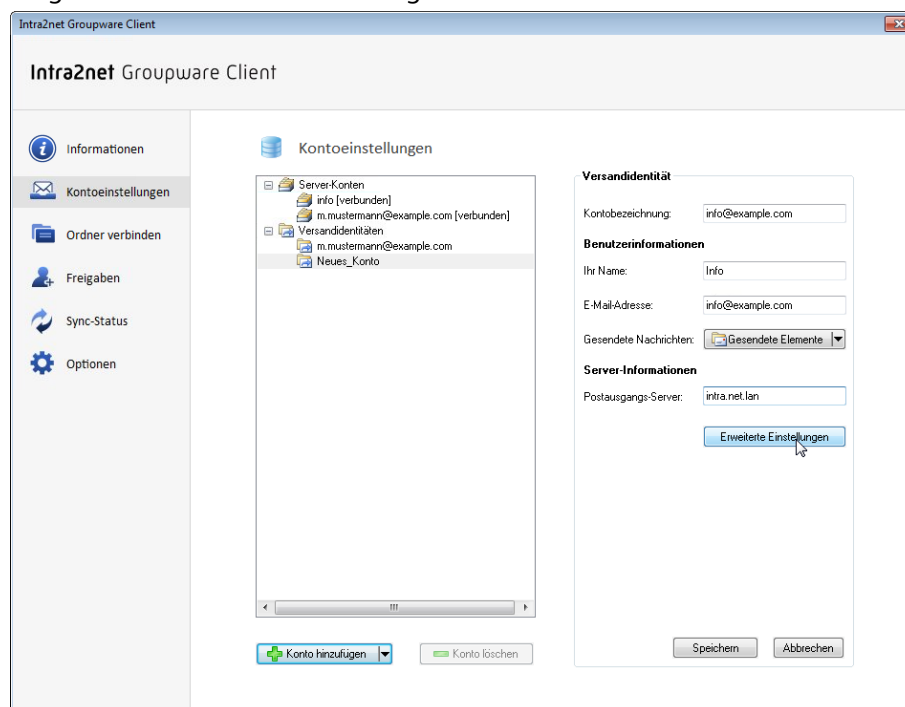 Intra2net Groupware Client
Intra2net Groupware Client
Informationen
Kontoeinstellungen
Ordner verbinden
Freigaben
Sync-Status
Optionen
Kontoeinstellungen
Server-Konten
info [verbunden]
m.mustermann@example.com [verbunden]
Versandidentitäten
m.mustermann@example.com
Neues_Konto
Konto hinzufügen
Konto löschen
Versandidentität
Kontobezeichnung: info@example.com
Benutzerinformationen
Ihr Name: Info
E-Mail-Adresse: info@example.com
Gesendete Nachrichten: Gesendete Elemente
Server-Informationen
Postausgangs-Server: intra.net.lan
Erweiterte Einstellungen
Speichern Abbrechen